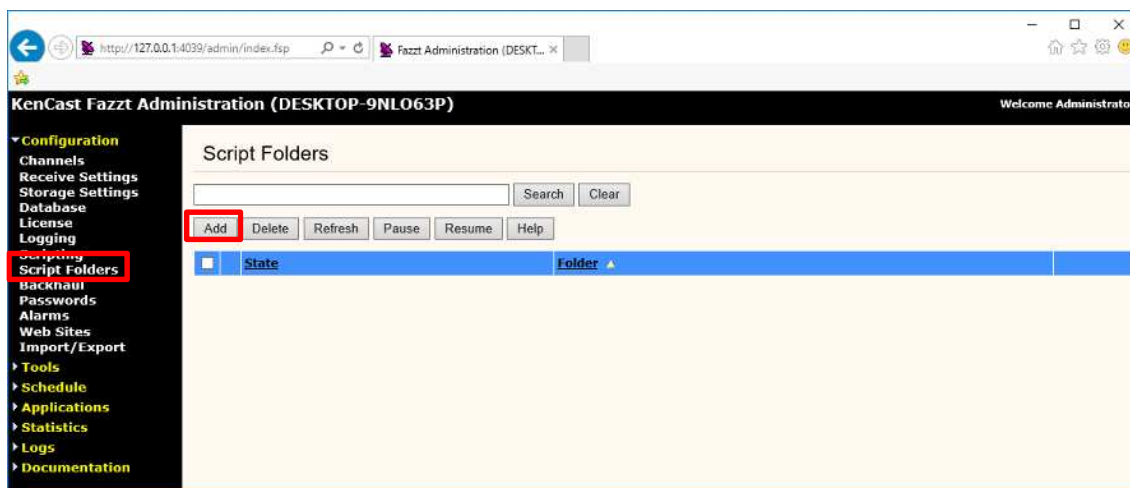 http://127.0.0.1:4039/admin/index.fsp
Fazzt Administration (DESKT...
KenCast Fazzt Administration (DESKTOP-9NLO63P)
Welcome Administrato
Configuration
Channels
Receive Settings
Storage Settings
Database
License
Logging
Scripting
Script Folders
Backhaul
Passwords
Alarms
Web Sites
Import/Export
Tools
Schedule
Applications
Statistics
Logs
Documentation
Script Folders
Search Clear
Add Delete Refresh Pause Resume Help
State Folder